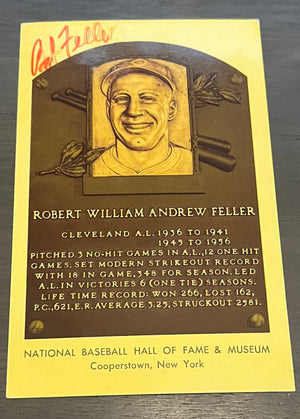 Bob Feller
ROBERT WILLIAM ANDREW FELLER
CLEVELAND A.L. 1936 TO 1941
1945 TO 1956
PITCHED 3 NO-HIT GAMES IN A.L., 12 ONE HIT
GAMES. SET MODERN STRIKEOUT RECORD
WITH 18 IN GAME, 348 FOR SEASON. LED
A.L. IN VICTORIES 6 (ONE TIE) SEASONS.
LIFE TIME RECORD: WON 266, LOST 162,
P.C., 621, E.R. AVERAGE 3.25, STRUCKOUT 2581.
NATIONAL BASEBALL HALL OF FAME & MUSEUM
Cooperstown, New York